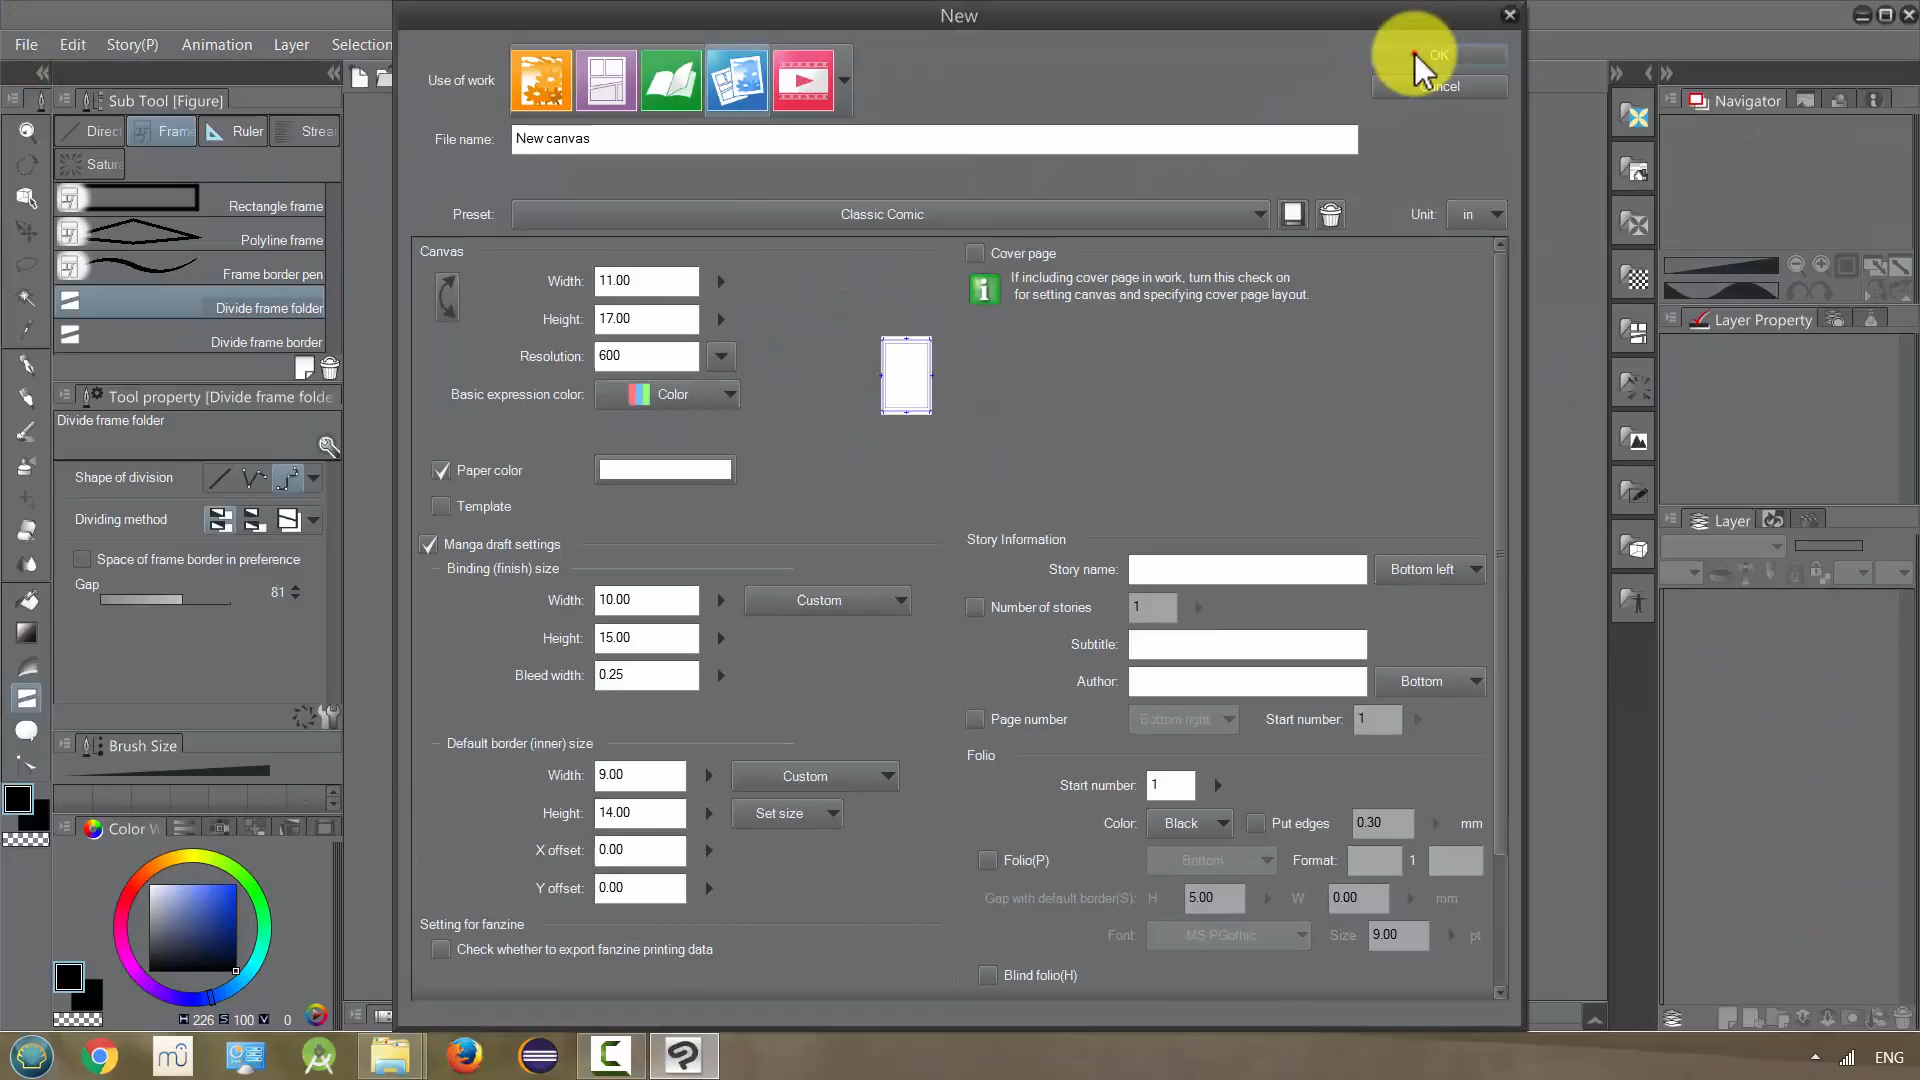 New
File Edit Story(P) Animation Layer Selection
Use of work
OK
Cancel
Sub Tool [Figure]
Direc Frame Ruler Strea
Satura
Rectangle frame
Polyline frame
Frame border pen
Divide frame folder
Divide frame border
Tool property [Divide frame folde
Divide frame folder
Shape of division
Dividing method
Space of frame border in preference
Gap 81
Brush Size
Color W
H 226 S 100 V 0
File name: New canvas
Preset: Classic Comic Unit: in
Canvas
Width: 11.00
Height: 17.00
Resolution: 600
Basic expression color: Color
Paper color
Template
Manga draft settings
Binding (finish) size
Width: 10.00 Custom
Height: 15.00
Bleed width: 0.25
Default border (inner) size
Width: 9.00 Custom
Height: 14.00 Set size
X offset: 0.00
Y offset: 0.00
Setting for fanzine
Check whether to export fanzine printing data
Cover page
If including cover page in work, turn this check on
for setting canvas and specifying cover page layout.
Story Information
Story name: Bottom left
Number of stories 1
Subtitle:
Author: Bottom
Page number Bottom right Start number: 1
Folio
Start number: 1
Color: Black Put edges 0.30 mm
Folio(P) Bottom Format: 1
Gap with default border(S): H 5.00 W 0.00 mm
Font: MS PGothic Size 9.00 pt
Blind folio(H)
Navigator
Layer Property
Layer
mü
C
ENG